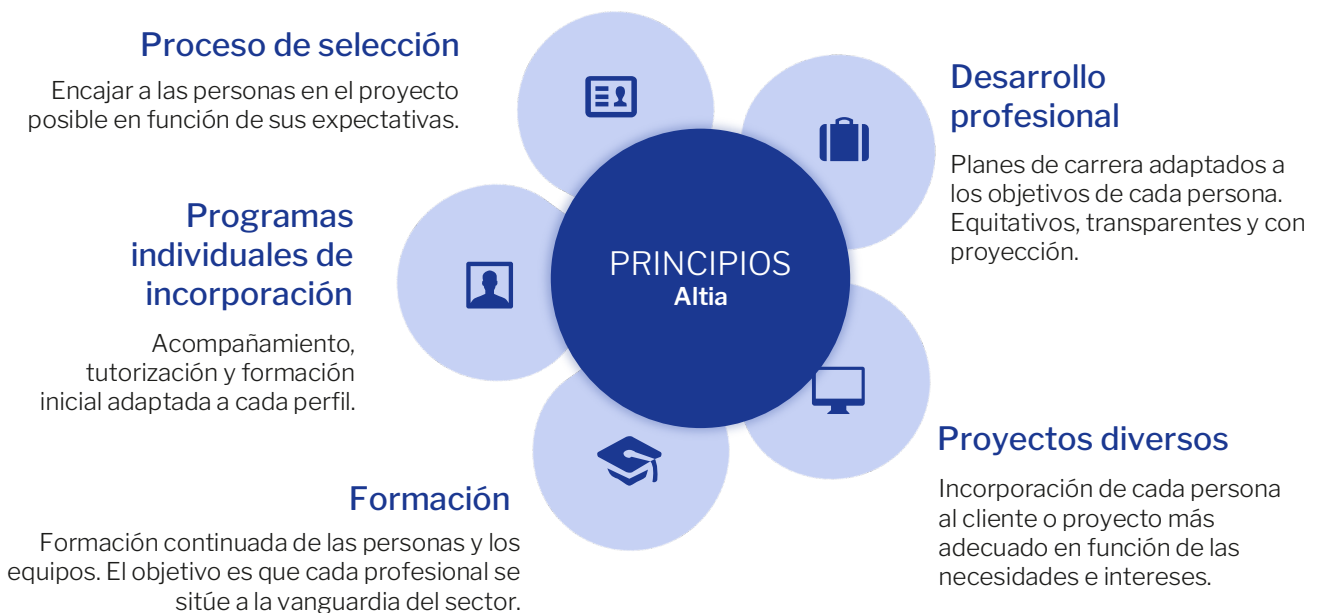 Proceso de selección
Encajar a las personas en el proyecto
posible en función de sus expectativas.
Programas
individuales de
incorporación
Acompañamiento,
tutorización y formación
inicial adaptada a cada perfil.
Formación
Formación continuada de las personas y los
equipos. El objetivo es que cada profesional se
sitúe a la vanguardia del sector.
PRINCIPIOS
Altia
Desarrollo
profesional
Planes de carrera adaptados a
los objetivos de cada persona.
Equitativos, transparentes y con
proyección.
Proyectos diversos
Incorporación de cada persona
al cliente o proyecto más
adecuado en función de las
necesidades e intereses.